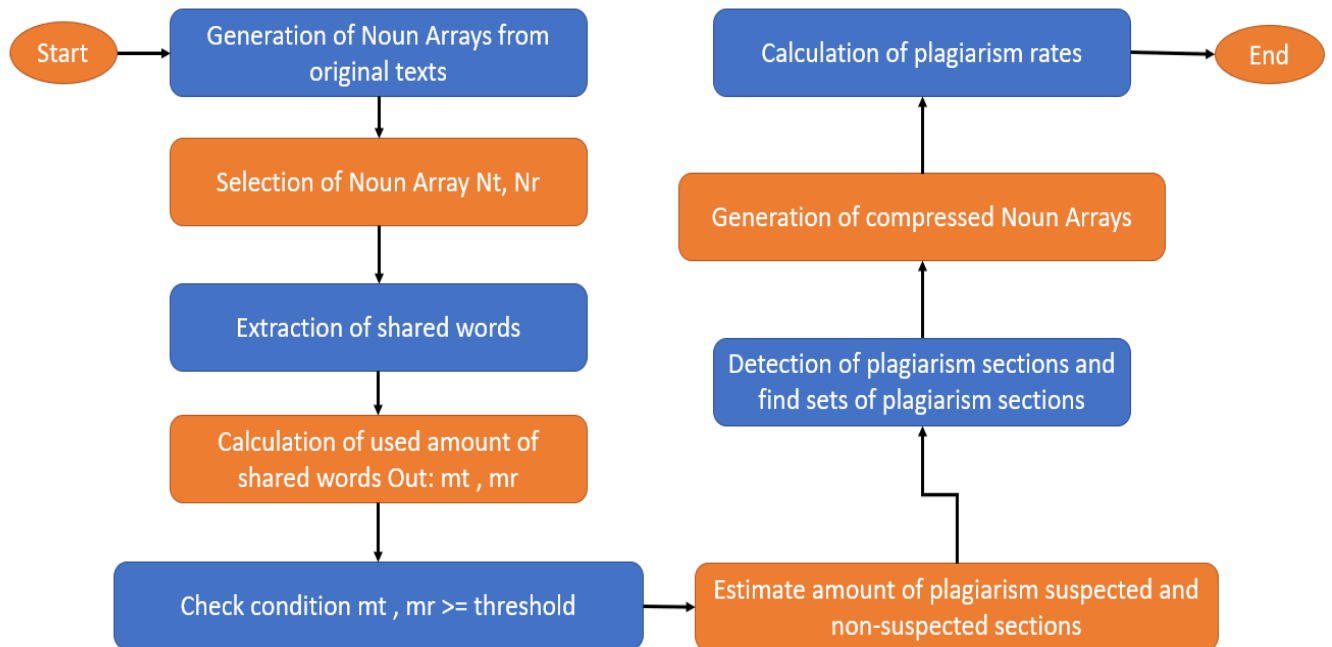 Start
Generation of Noun Arrays from
original texts
Selection of Noun Array Nt, Nr
Extraction of shared words
Calculation of used amount of
shared words Out: mt , mr
Check condition mt , mr >= threshold
Estimate amount of plagiarism suspected and
non-suspected sections
Detection of plagiarism sections and
find sets of plagiarism sections
Generation of compressed Noun Arrays
Calculation of plagiarism rates
End